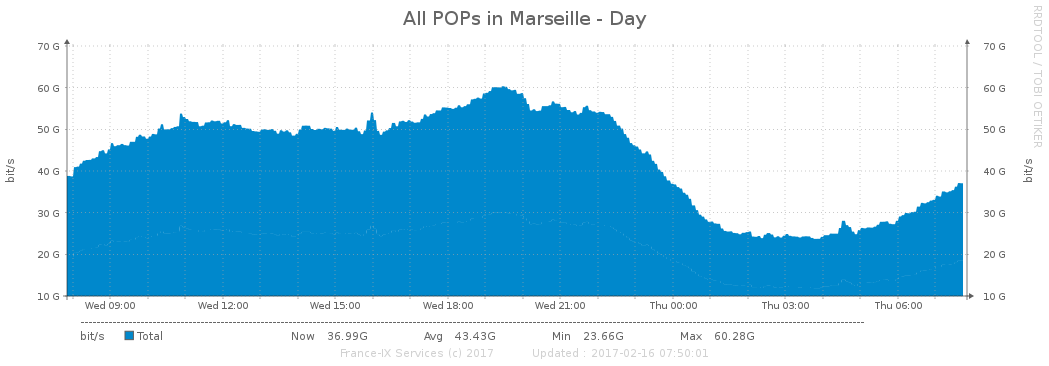 All POPs in Marseille - Day
RRDTOOL / TOBI OETIKER
70 G 70 G
60 G 60 G
50 G 50 G
40 G 40 G
30 G 30 G
20 G 20 G
10 G 10 G
bit/s bit/s
Wed 09:00 Wed 12:00 Wed 15:00 Wed 18:00 Wed 21:00 Thu 00:00 Thu 03:00 Thu 06:00
bit/s Total Now 36.99G Avg 43.43G Min 23.66G Max 60.28G
France-IX Services (c) 2017 Updated : 2017-02-16 07:50:01